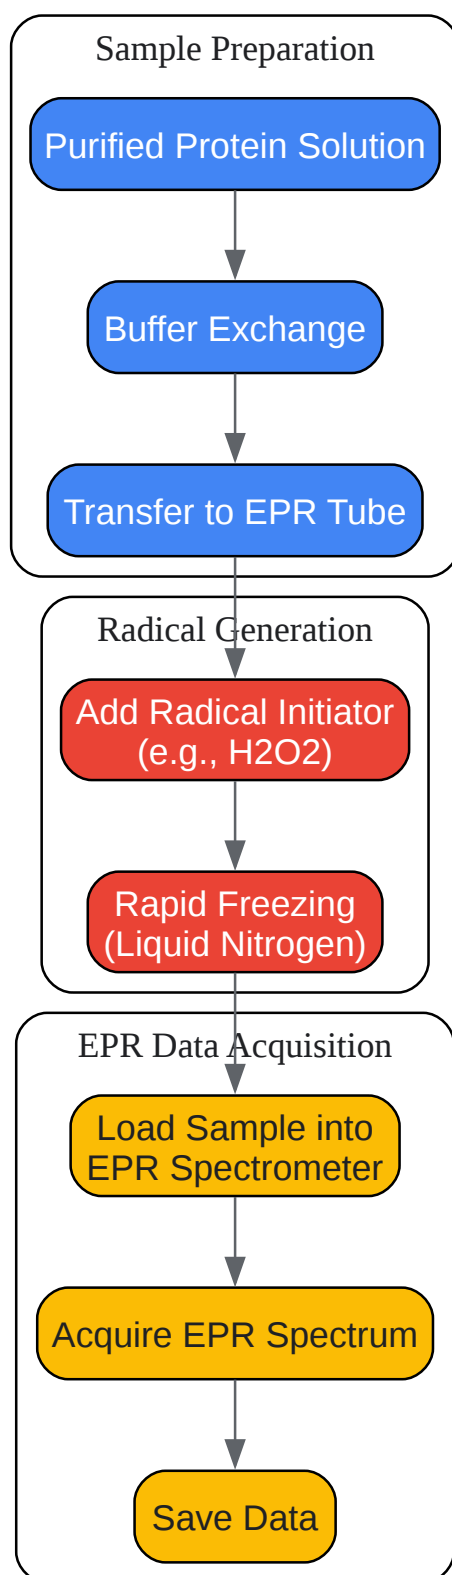 Sample Preparation
Purified Protein Solution
Buffer Exchange
Transfer to EPR Tube
Radical Generation
Add Radical Initiator
(e.g., H2O2)
Rapid Freezing
(Liquid Nitrogen)
EPR Data Acquisition
Load Sample into
EPR Spectrometer
Acquire EPR Spectrum
Save Data